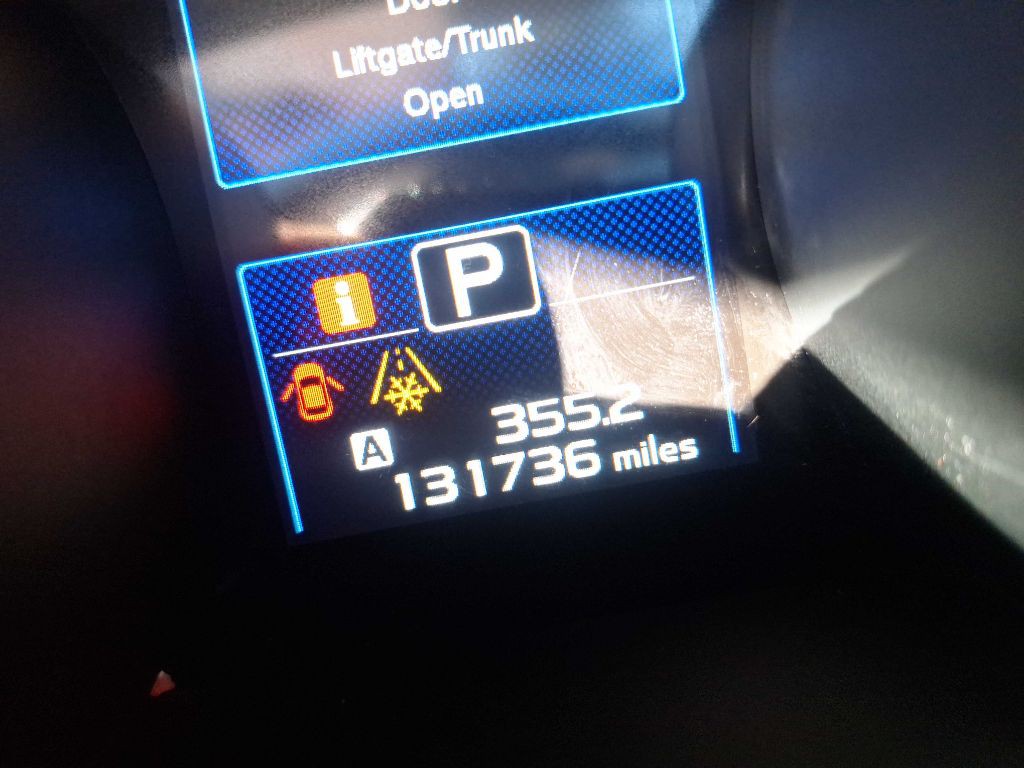 Liftgate/Trunk
Open
i
P
A
355.2
131736 miles